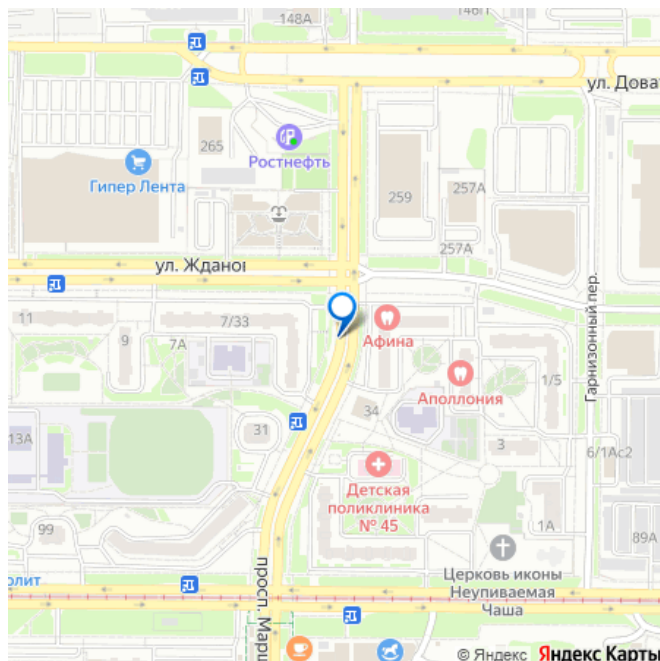 148А
ул. Доват
265
Ростнефть
Гипер Лента
259
257А
257А
ул. Жданов
Гарнизонный пер.
11
7/33
9
7А
Афина
Аполлония
1/5
34
31
3
13А
6/1Ас2
Детская
поликлиника
№ 45
99
1А
89А
Церковь иконы
Неупиваемая
Чаша
олит
просп. Марш
© Яндекс Яндекс Карты